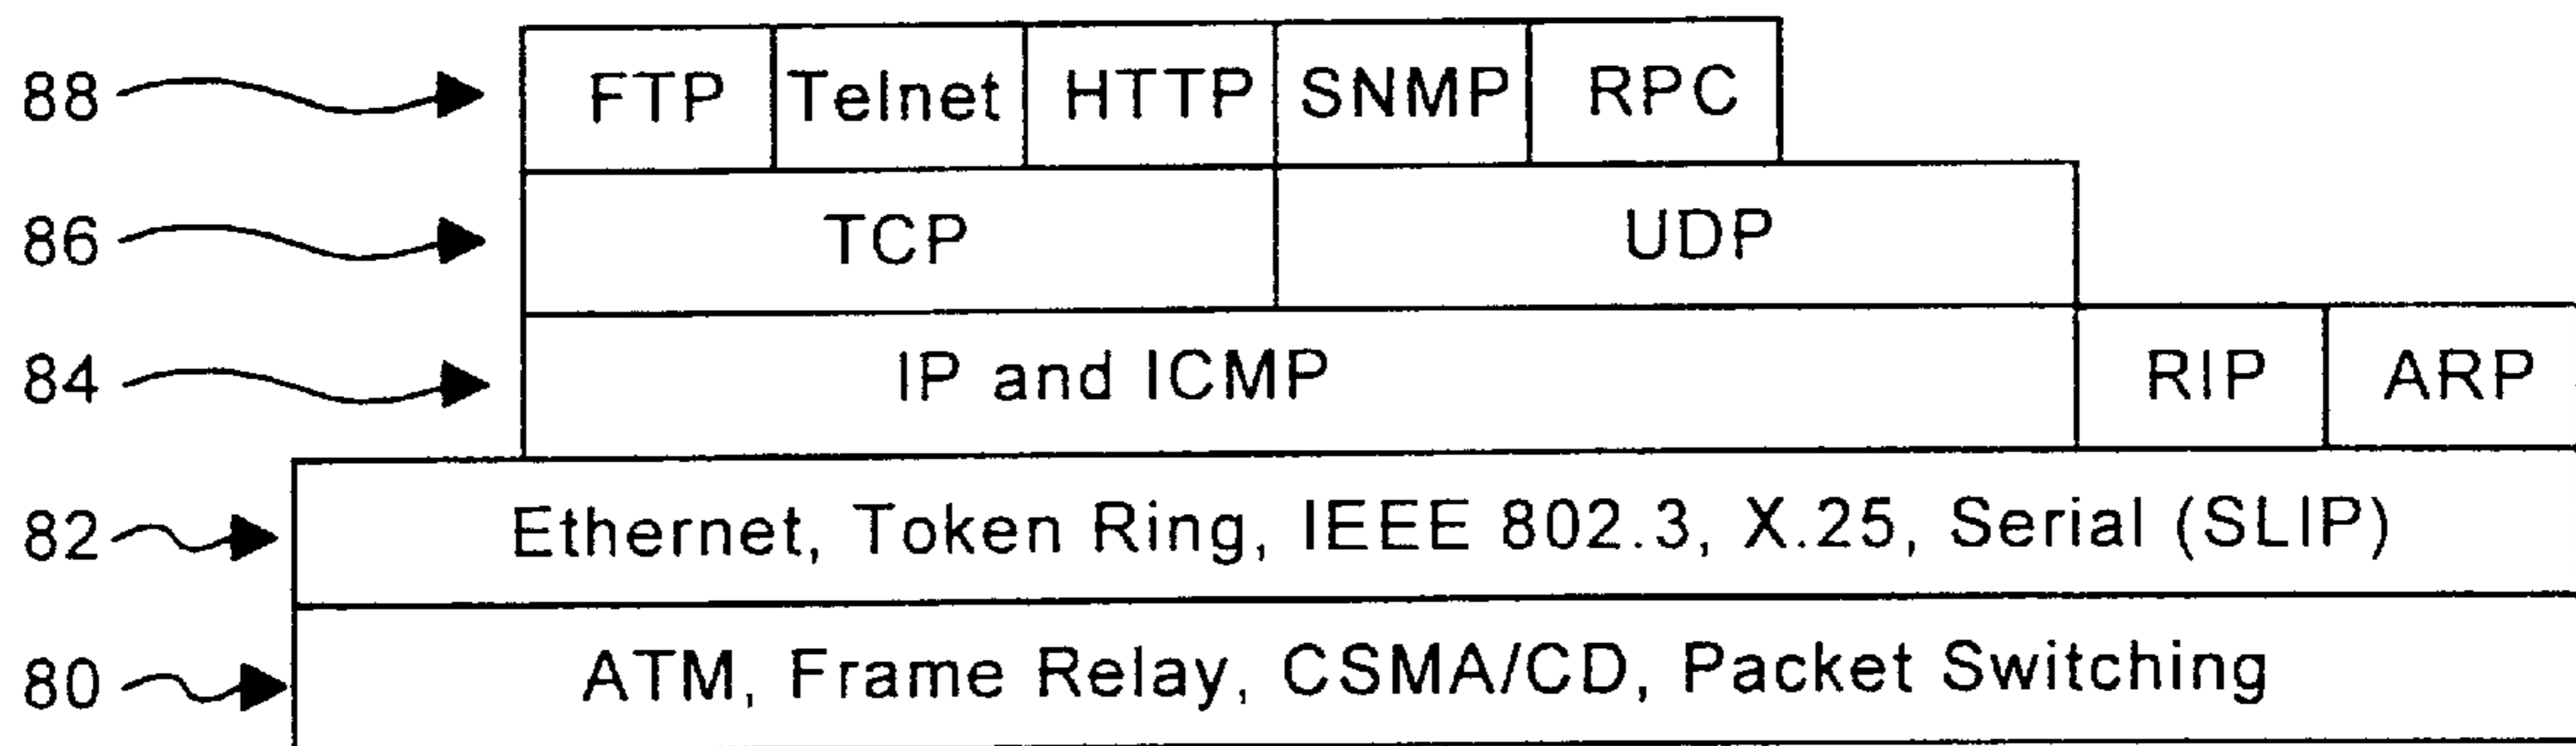 88 FTP Telnet HTTP SNMP RPC
86 TCP UDP
84 IP and ICMP RIP ARP
82 Ethernet, Token Ring, IEEE 802.3, X.25, Serial (SLIP)
80 ATM, Frame Relay, CSMA/CD, Packet Switching